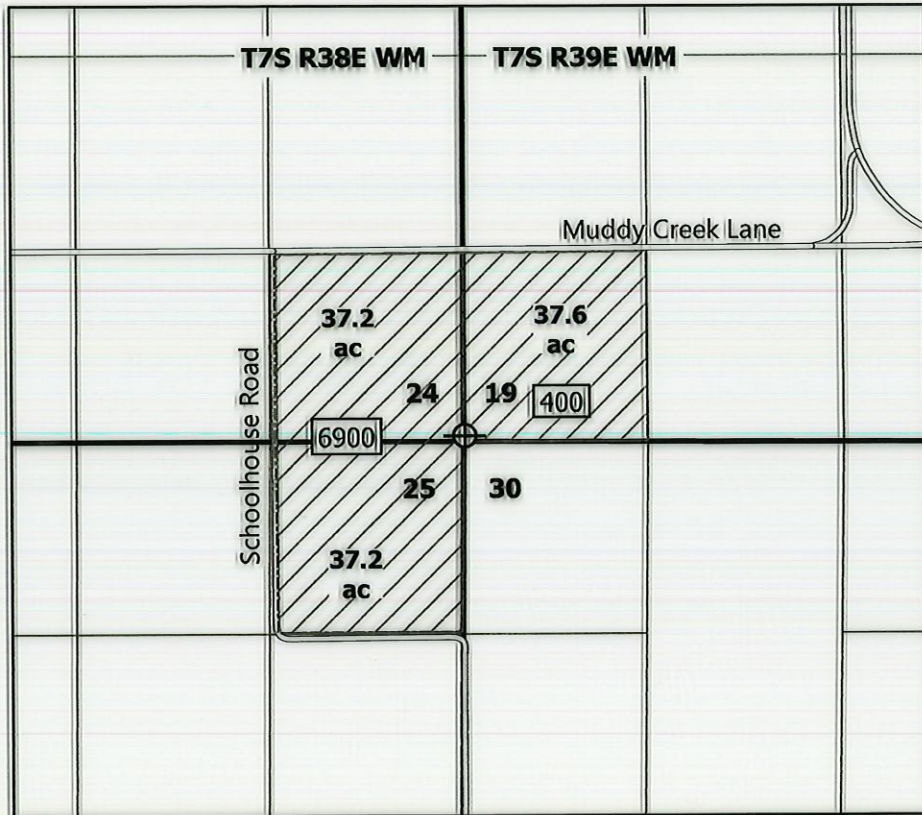 T7S R38E WM
T7S R39E WM
Muddy Creek Lane
37.2
ac
37.6
ac
Schoolhouse Road
24
19
400
6900
25
30
37.2
ac